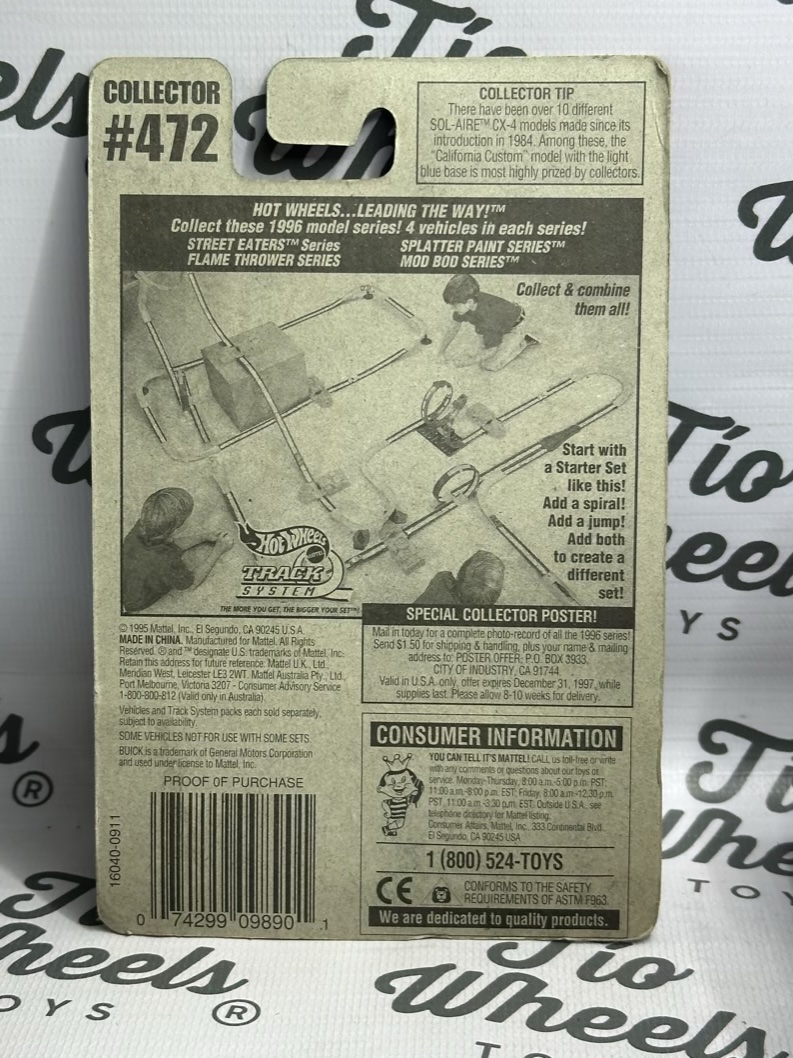 COLLECTOR
#472
COLLECTOR TIP
There have been over 10 different
SOL-AIRE™ CX-4 models made since its
introduction in 1984. Among these, the
"California Custom" model with the light
blue base is most highly prized by collectors.
HOT WHEELS...LEADING THE WAY!™
Collect these 1996 model series! 4 vehicles in each series!
STREET EATERS™ Series SPLATTER PAINT SERIES™
FLAME THROWER SERIES MOD BOD SERIES™
Collect & combine
them all!
Start with
a Starter Set
like this!
Add a spiral!
Add a jump!
Add both
to create a
different
set!
Hot Wheels
MATTEL
TRACK
SYSTEM
THE MORE YOU GET, THE BIGGER YOUR SET™!
© 1995 Mattel, Inc., El Segundo, CA 90245 U.S.A.
MADE IN CHINA. Manufactured for Mattel. All Rights
Reserved. ® and ™ designate U.S. trademarks of Mattel, Inc.
Retain this address for future reference: Mattel U.K., Ltd.,
Meridian West, Leicester LE3 2WT. Mattel Australia Pty., Ltd.,
Port Melbourne, Victoria 3207 - Consumer Advisory Service
1-800-800-812 (Valid only in Australia).
Vehicles and Track System packs each sold separately,
subject to availability.
SOME VEHICLES NOT FOR USE WITH SOME SETS.
BUICK is a trademark of General Motors Corporation
and used under license to Mattel, Inc.
PROOF OF PURCHASE
16040-0911
0 74299 09890 1
SPECIAL COLLECTOR POSTER!
Mail in today for a complete photo-record of all the 1996 series!
Send $1.50 for shipping & handling, plus your name & mailing
address to: POSTER OFFER, P.O. BOX 3933,
CITY OF INDUSTRY, CA 91744
Valid in U.S.A. only, offer expires December 31, 1997, while
supplies last. Please allow 8-10 weeks for delivery.
CONSUMER INFORMATION
YOU CAN TELL IT'S MATTEL! CALL us toll-free or write
with any comments or questions about our toys or
service. Monday-Thursday, 8:00 a.m.-5:00 p.m. PST;
11:00 a.m.-8:00 p.m. EST; Friday, 8:00 a.m.-12:30 p.m.
PST, 11:00 a.m.-3:30 p.m. EST. Outside U.S.A., see
telephone directory for Mattel listing.
Consumer Affairs, Mattel, Inc., 333 Continental Blvd.,
El Segundo, CA 90245 USA
1 (800) 524-TOYS
CE
CONFORMS TO THE SAFETY
REQUIREMENTS OF ASTM F963.
We are dedicated to quality products.
Tío
Wheels
TOYS
®